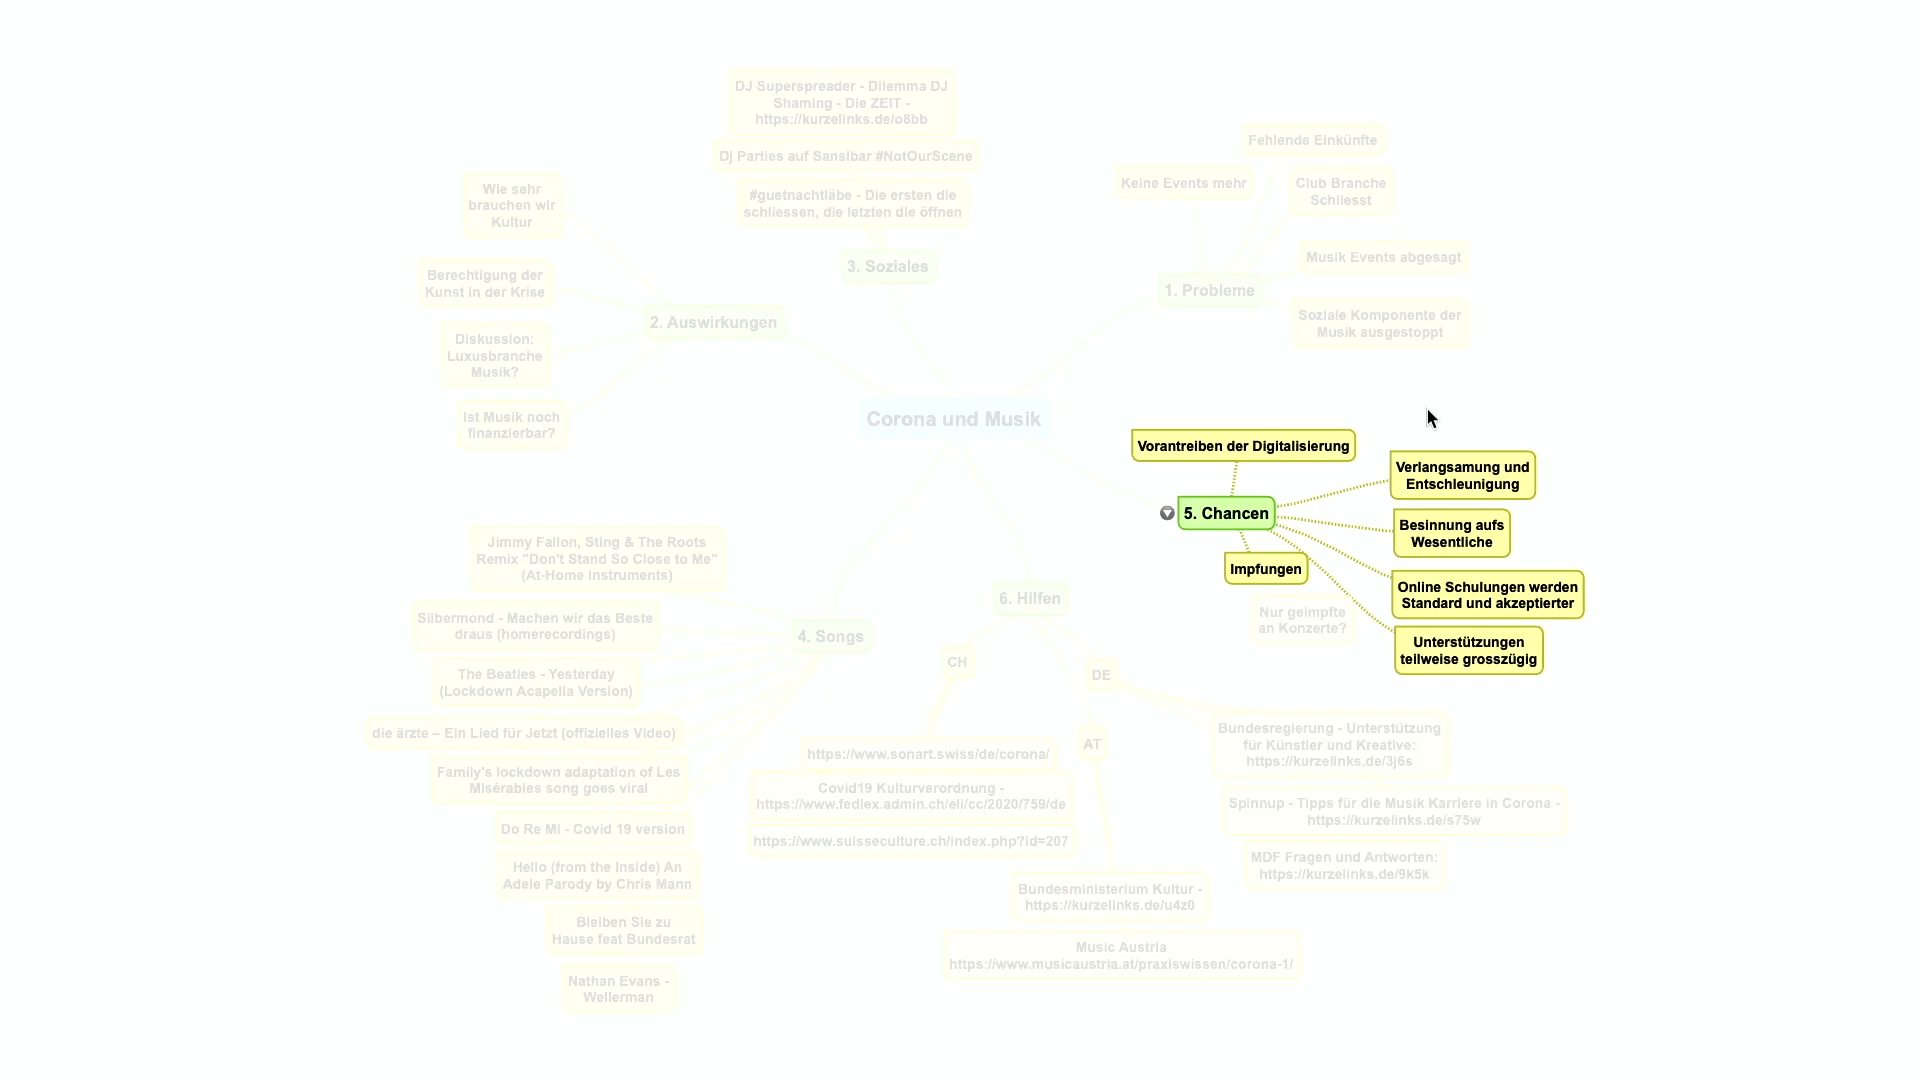 DJ Superspreader - Dilemma DJ
Shaming - Die ZEIT -
https://kurzelinks.de/o8bb
Dj Parties auf Sansibar #NotOurScene
#guetnachtläbe - Die ersten die
schliessen, die letzten die öffnen
3. Soziales
Fehlende Einkünfte
Keine Events mehr
Club Branche
Schliesst
Musik Events abgesagt
Soziale Komponente der
Musik ausgestoppt
1. Probleme
Wie sehr
brauchen wir
Kultur
Berechtigung der
Kunst in der Krise
Diskussion:
Luxusbranche
Musik?
Ist Musik noch
finanzierbar?
2. Auswirkungen
Corona und Musik
Vorantreiben der Digitalisierung
5. Chancen
Verlangsamung und
Entschleunigung
Besinnung aufs
Wesentliche
Online Schulungen werden
Standard und akzeptierter
Unterstützungen
teilweise grosszügig
Impfungen
Nur geimpfte
an Konzerte?
4. Songs
Jimmy Fallon, Sting & The Roots
Remix "Don't Stand So Close to Me"
(At-Home Instruments)
Silbermond - Machen wir das Beste
draus (homerecordings)
The Beatles - Yesterday
(Lockdown Acapella Version)
die ärzte – Ein Lied für Jetzt (offizielles Video)
Family's lockdown adaptation of Les
Misérables song goes viral
Do Re Mi - Covid 19 version
Hello (from the Inside) An
Adele Parody by Chris Mann
Bleiben Sie zu
Hause feat Bundesrat
Nathan Evans -
Wellerman
6. Hilfen
CH
https://www.sonart.swiss/de/corona/
Covid19 Kulturverordnung -
https://www.fedlex.admin.ch/eli/cc/2020/759/de
https://www.suisseculture.ch/index.php?id=207
AT
Bundesministerium Kultur -
https://kurzelinks.de/u4z0
Music Austria
https://www.musicaustria.at/praxiswissen/corona-1/
DE
Bundesregierung - Unterstützung
für Künstler und Kreative:
https://kurzelinks.de/3j6s
Spinnup - Tipps für die Musik Karriere in Corona -
https://kurzelinks.de/s75w
MDF Fragen und Antworten:
https://kurzelinks.de/9k5k